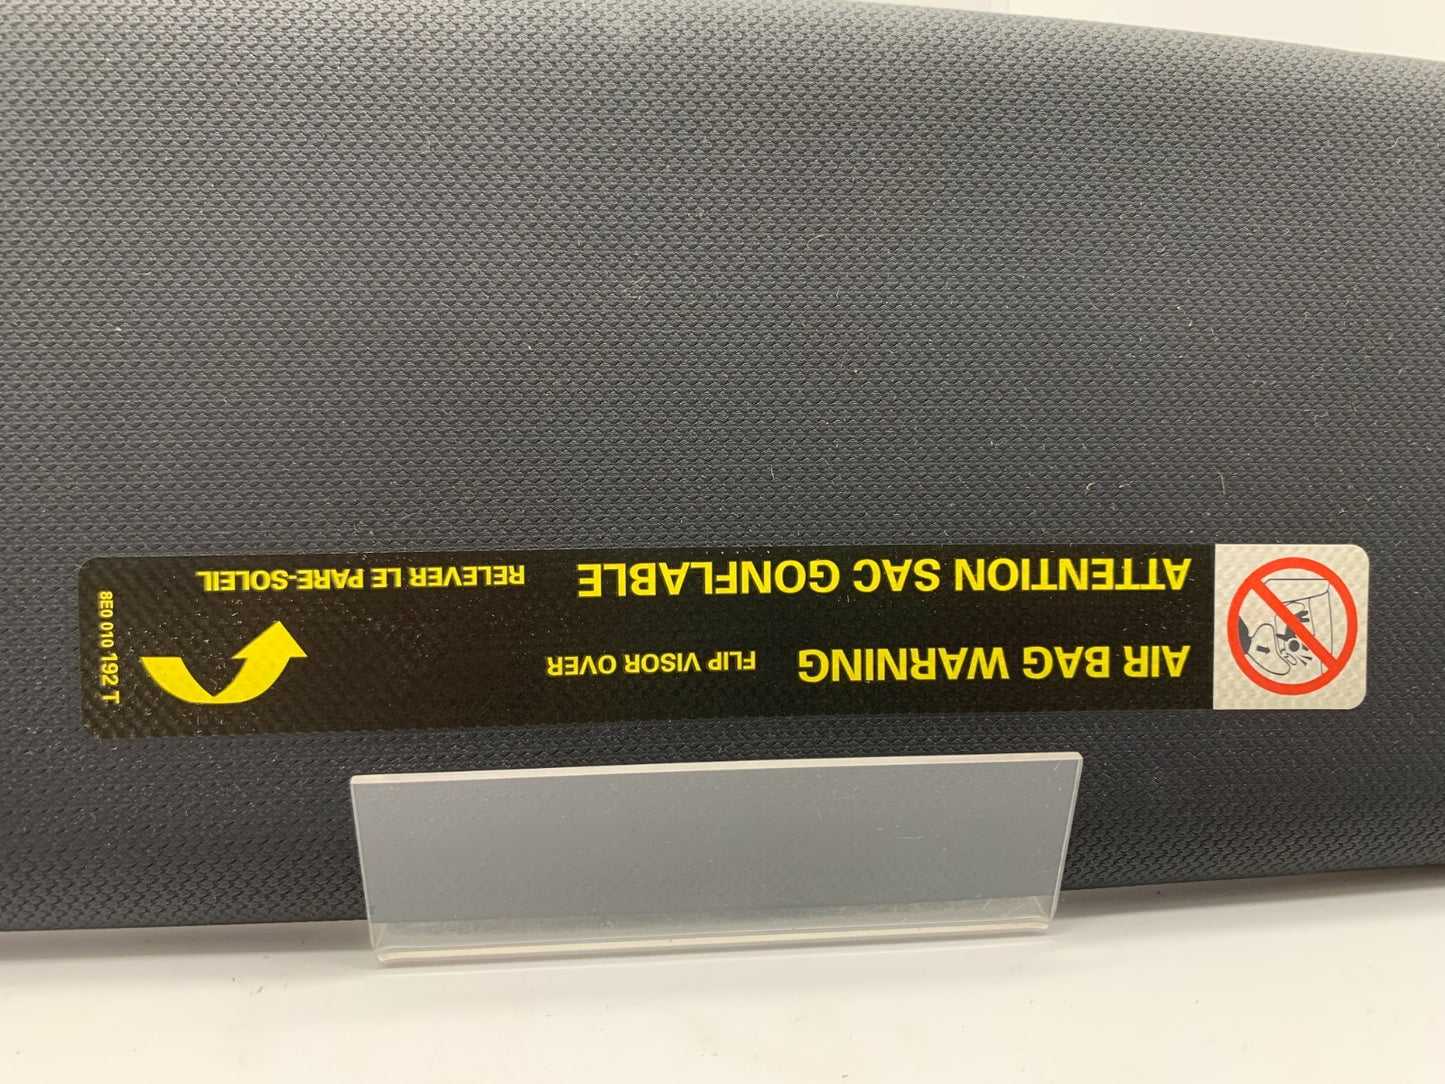 AIR BAG WARNING FLIP VISOR OVER
ATTENTION SAC GONFLABLE RELEVER LE PARE-SOLEIL
8E0 010 192 T